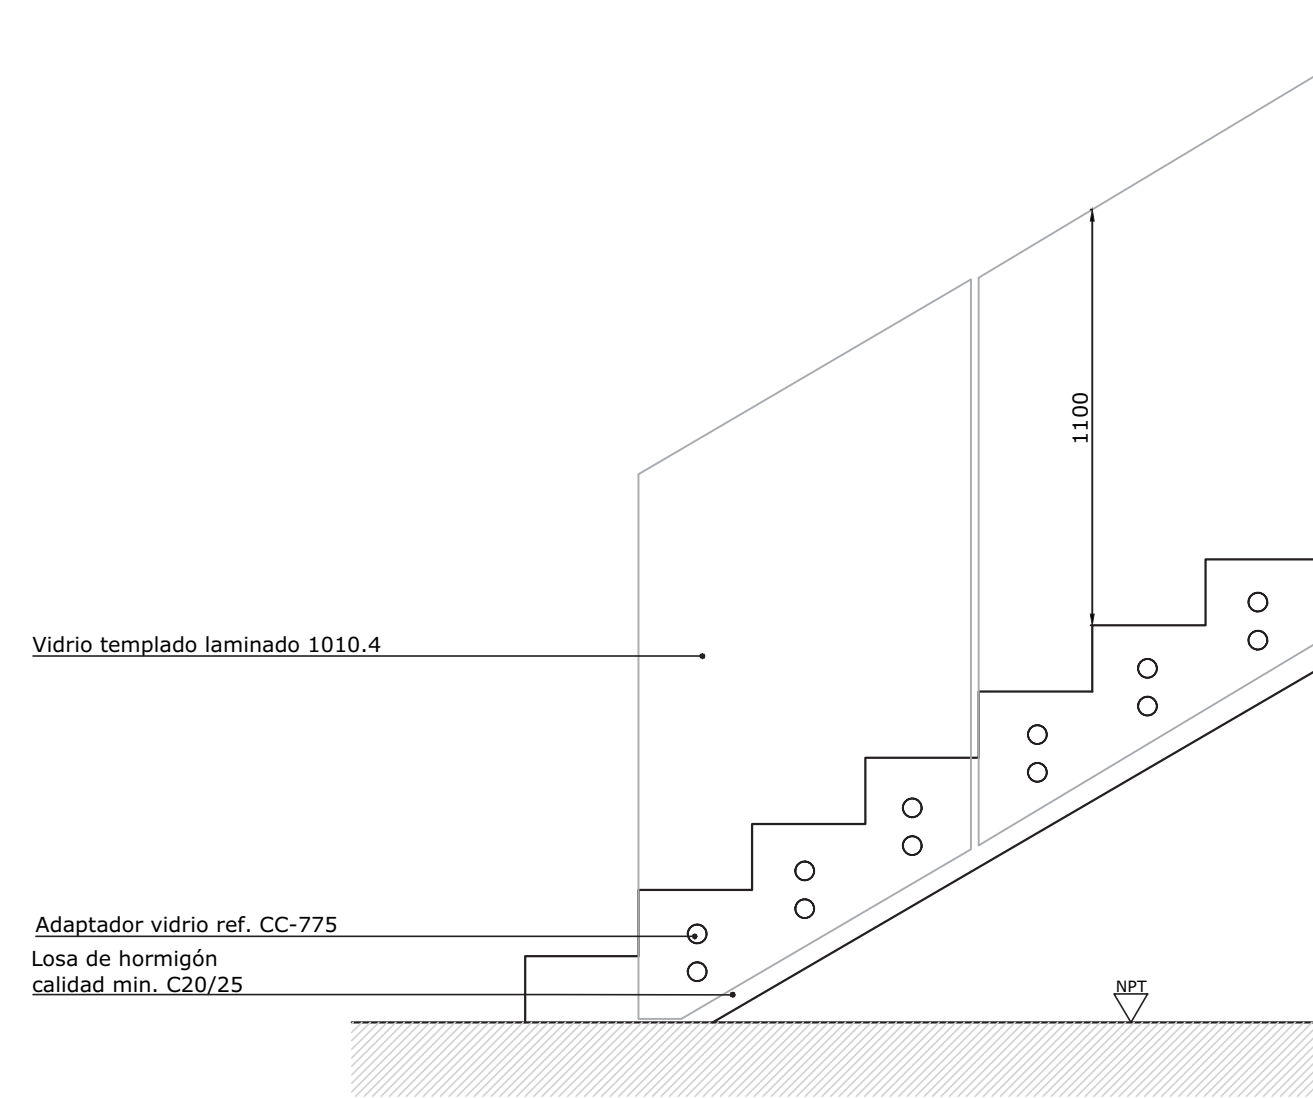 1100
Vidrio templado laminado 1010.4
Adaptador vidrio ref. CC-775
Losa de hormigón
calidad min. C20/25
NPT